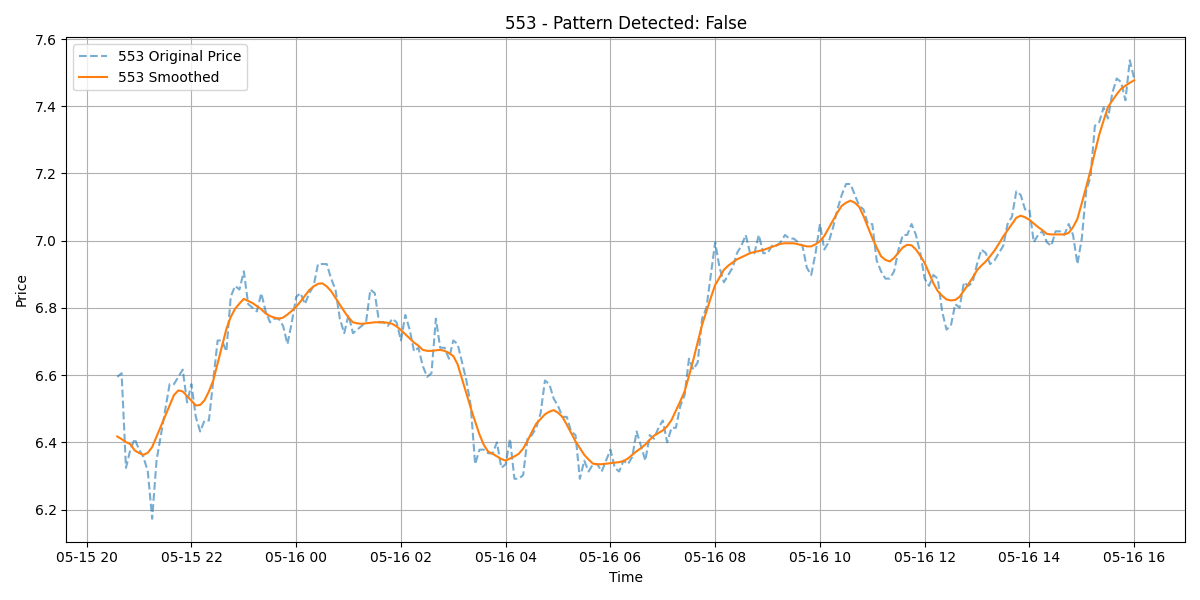 553 - Pattern Detected: False
553 Original Price
553 Smoothed
Price
7.6
7.4
7.2
7.0
6.8
6.6
6.4
6.2
05-15 20 05-15 22 05-16 00 05-16 02 05-16 04 05-16 06 05-16 08 05-16 10 05-16 12 05-16 14 05-16 16
Time